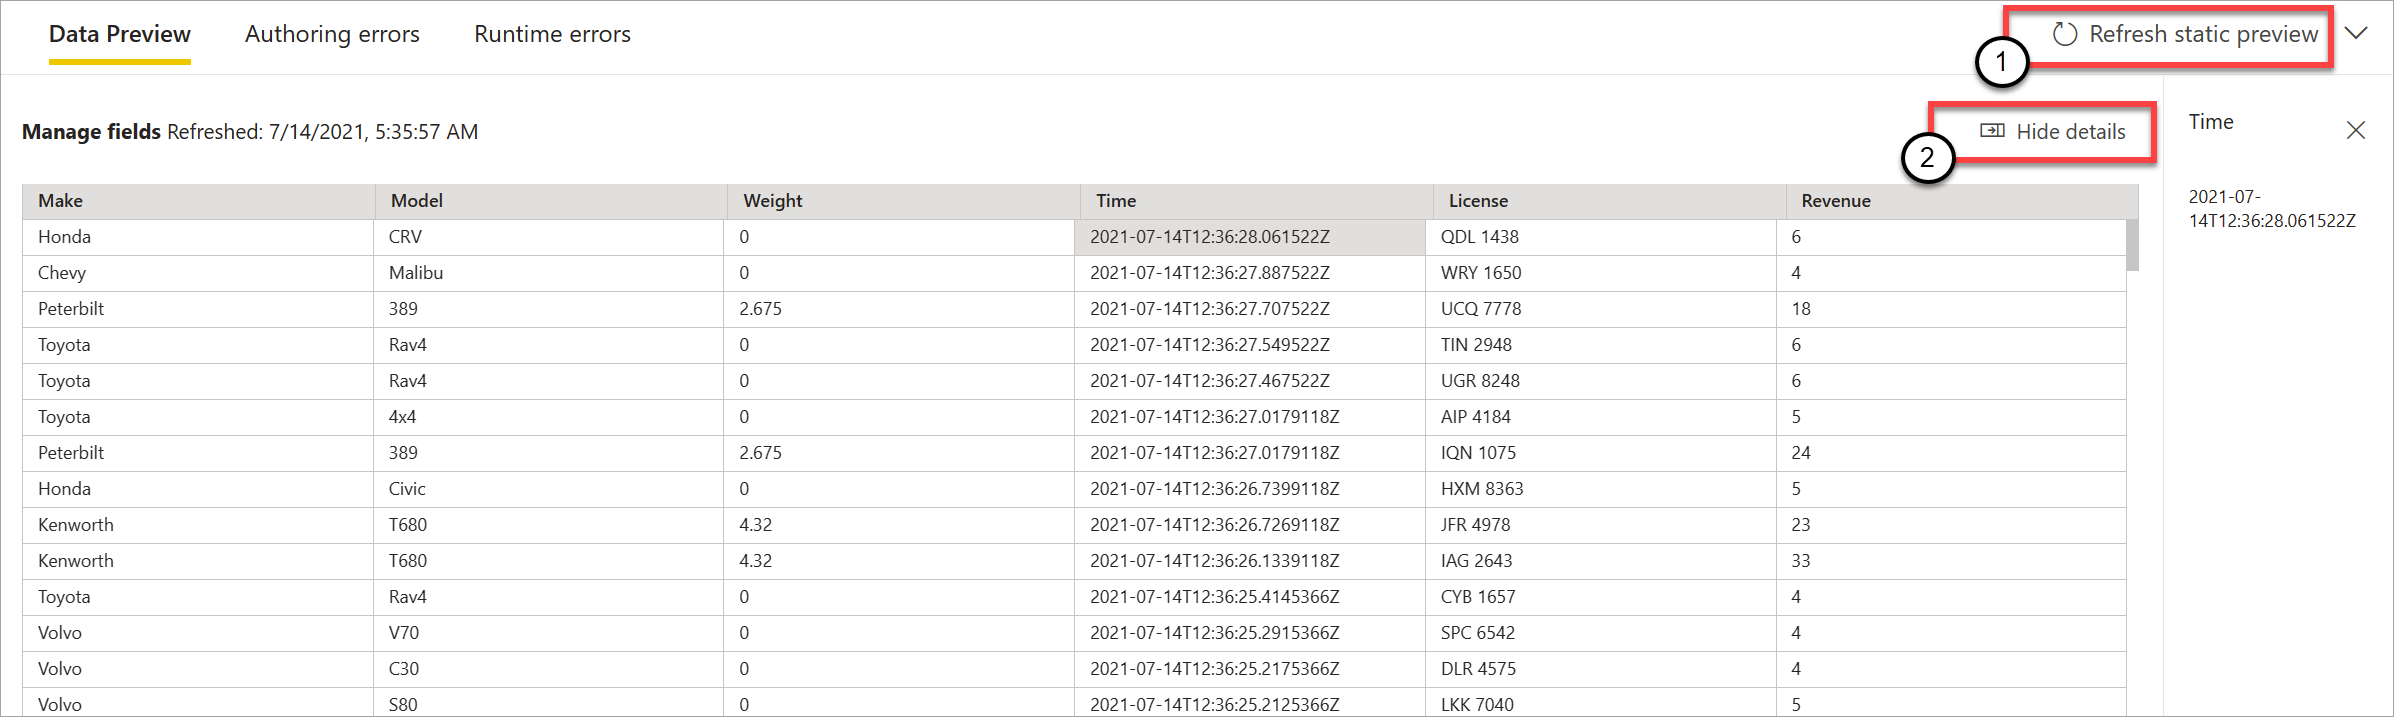 Data Preview Authoring errors Runtime errors Refresh static preview
1
Manage fields Refreshed: 7/14/2021, 5:35:57 AM Hide details
2
Make Model Weight Time License Revenue
Honda CRV 0 2021-07-14T12:36:28.061522Z QDL 1438 6
Chevy Malibu 0 2021-07-14T12:36:27.887522Z WRY 1650 4
Peterbilt 389 2.675 2021-07-14T12:36:27.707522Z UCQ 7778 18
Toyota Rav4 0 2021-07-14T12:36:27.549522Z TIN 2948 6
Toyota Rav4 0 2021-07-14T12:36:27.467522Z UGR 8248 6
Toyota 4x4 0 2021-07-14T12:36:27.0179118Z AIP 4184 5
Peterbilt 389 2.675 2021-07-14T12:36:27.0179118Z IQN 1075 24
Honda Civic 0 2021-07-14T12:36:26.7399118Z HXM 8363 5
Kenworth T680 4.32 2021-07-14T12:36:26.7269118Z JFR 4978 23
Kenworth T680 4.32 2021-07-14T12:36:26.1339118Z IAG 2643 33
Toyota Rav4 0 2021-07-14T12:36:25.4145366Z CYB 1657 4
Volvo V70 0 2021-07-14T12:36:25.2915366Z SPC 6542 4
Volvo C30 0 2021-07-14T12:36:25.2175366Z DLR 4575 4
Volvo S80 0 2021-07-14T12:36:25.2125366Z LKK 7040 5
Time
2021-07-
14T12:36:28.061522Z